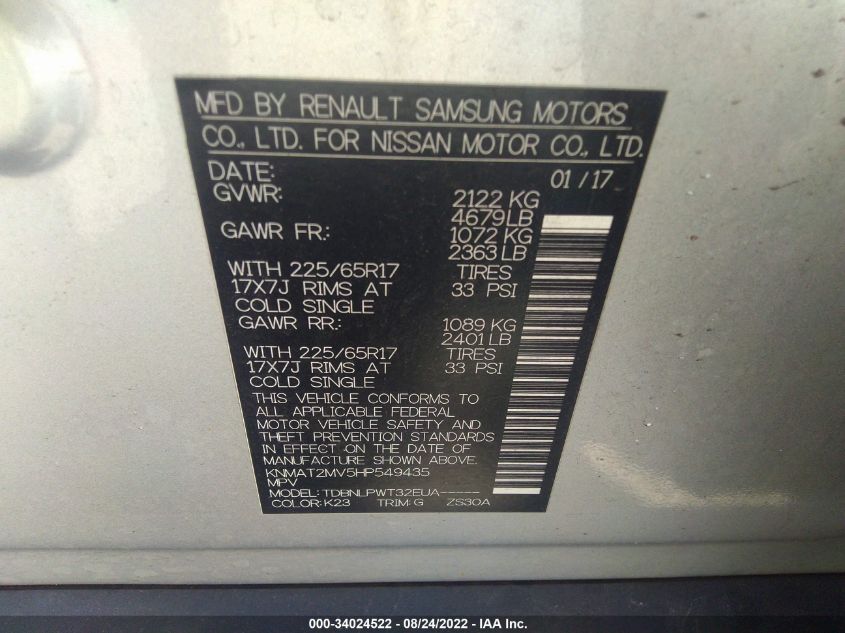 MFD BY RENAULT SAMSUNG MOTORS
CO., LTD. FOR NISSAN MOTOR CO., LTD.
DATE: 01 / 17
GVWR: 2122 KG
4679LB
GAWR FR.: 1072 KG
2363 LB
WITH 225/65R17 TIRES
17X7J RIMS AT 33 PSI
COLD SINGLE
GAWR RR.: 1089 KG
2401 LB
WITH 225/65R17 TIRES
17X7J RIMS AT 33 PSI
COLD SINGLE
THIS VEHICLE CONFORMS TO
ALL APPLICABLE FEDERAL
MOTOR VEHICLE SAFETY AND
THEFT PREVENTION STANDARDS
IN EFFECT ON THE DATE OF
MANUFACTURE SHOWN ABOVE.
KNMAT2MV5HP549435
MPV
MODEL: TDBNLPWT32EUA-----
COLOR: K23 TRIM: G ZS30A
000-34024522 - 08/24/2022 - IAA Inc.